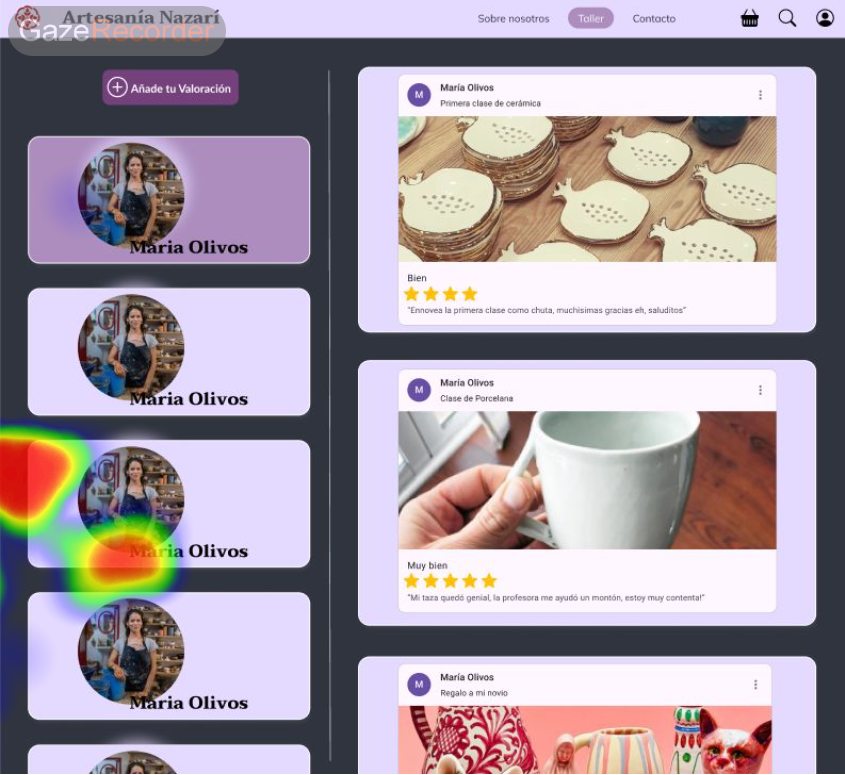 Artesanía Nazarí
GazeRecorder
Sobre nosotros
Taller
Contacto
Añade tu Valoración
Maria Olivos
Maria Olivos
Maria Olivos
Maria Olivos
M
María Olivos
Primera clase de cerámica
Bien
"Ennovea la primera clase como chuta, muchisimas gracias eh, saluditos"
M
María Olivos
Clase de Porcelana
Muy bien
"Mi taza quedó genial, la profesora me ayudó un montón, estoy muy contenta!"
M
María Olivos
Regalo a mi novio